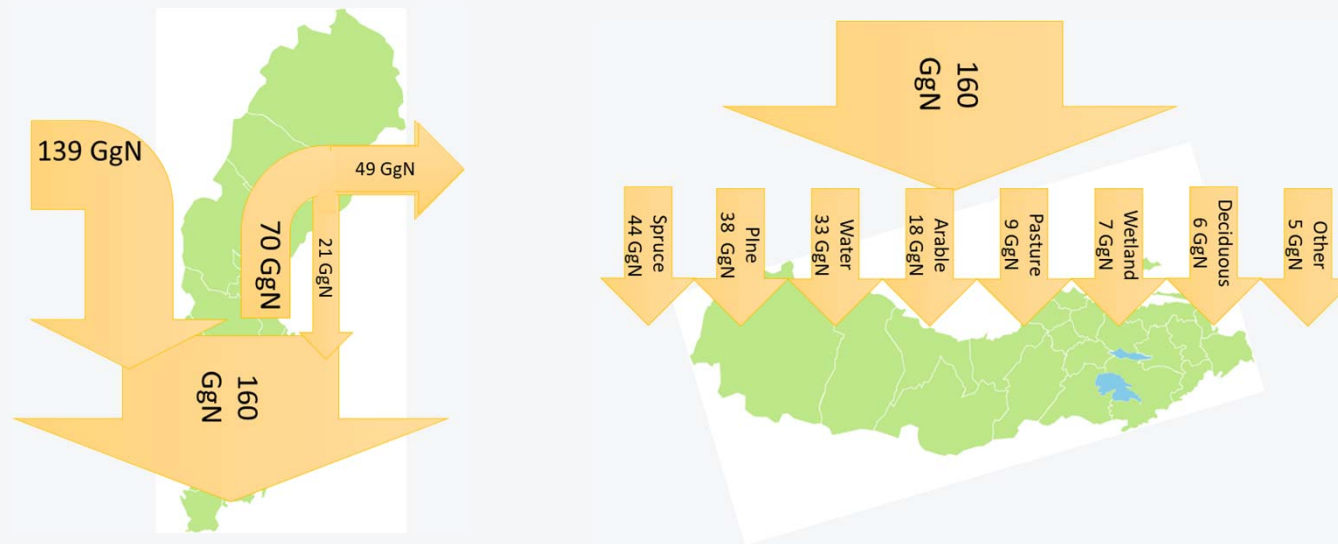 139 GgN
49 GgN
70 GgN
21 GgN
160
GgN
160
GgN
Spruce
44 GgN
PIne
38 GgN
Water
33 GgN
Arable
18 GgN
Pasture
9 GgN
Wetland
7 GgN
Deciduous
6 GgN
Other
5 GgN